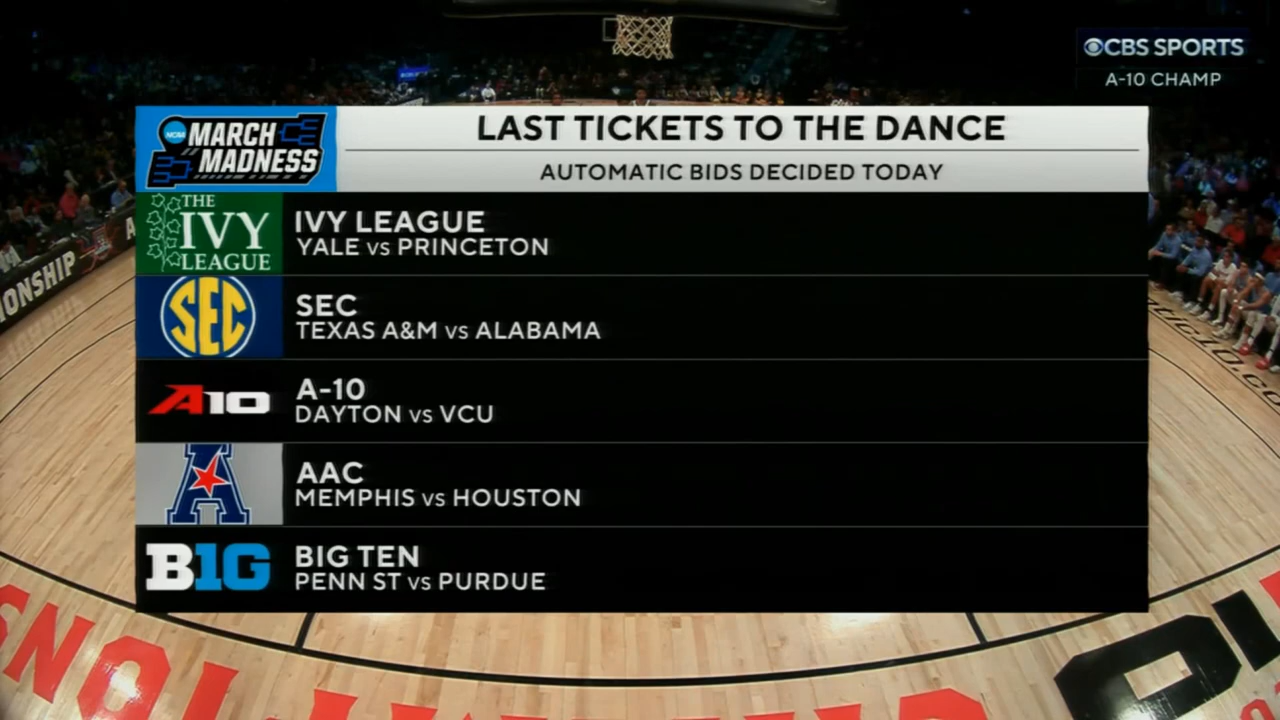 CBS SPORTS
A-10 CHAMP
NCAA
MARCH
MADNESS
LAST TICKETS TO THE DANCE
AUTOMATIC BIDS DECIDED TODAY
THE
IVY
LEAGUE
IVY LEAGUE
YALE vs PRINCETON
SEC
SEC
TEXAS A&M vs ALABAMA
A10
A-10
DAYTON vs VCU
AAC
MEMPHIS vs HOUSTON
B1G
BIG TEN
PENN ST vs PURDUE